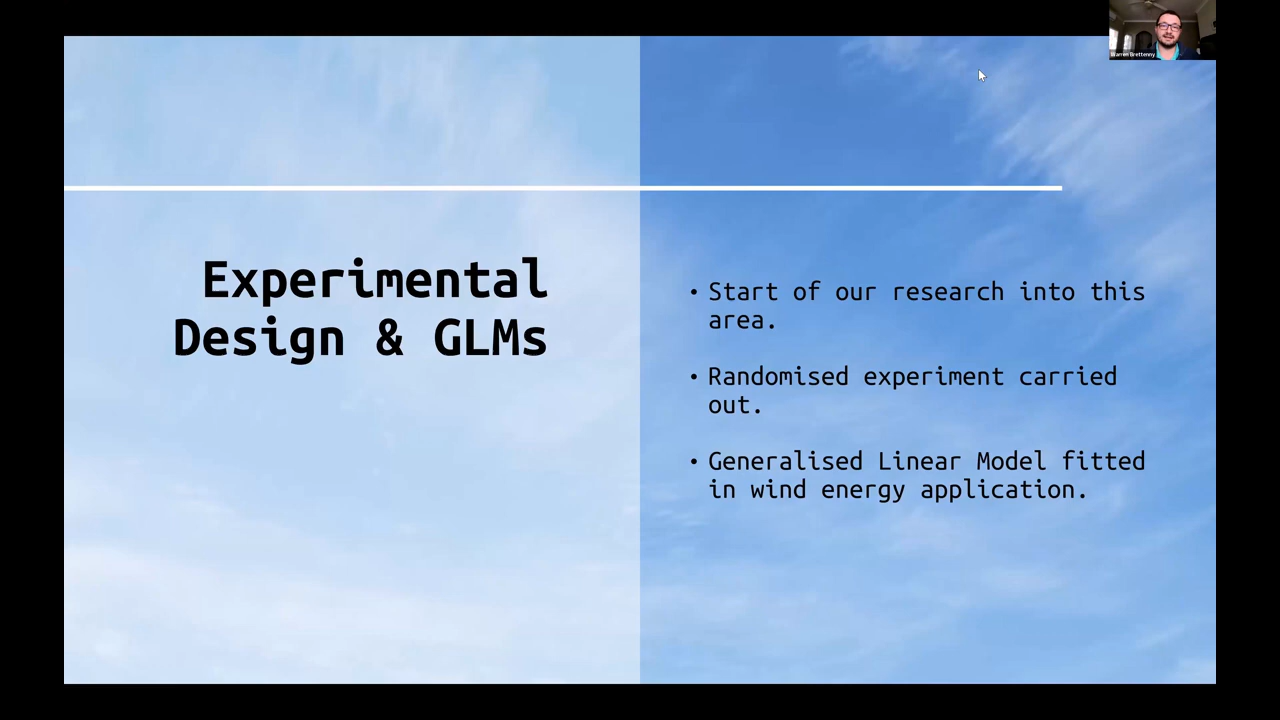 Warren Brettenny
Experimental
Design & GLMs
• Start of our research into this
area.
• Randomised experiment carried
out.
• Generalised Linear Model fitted
in wind energy application.